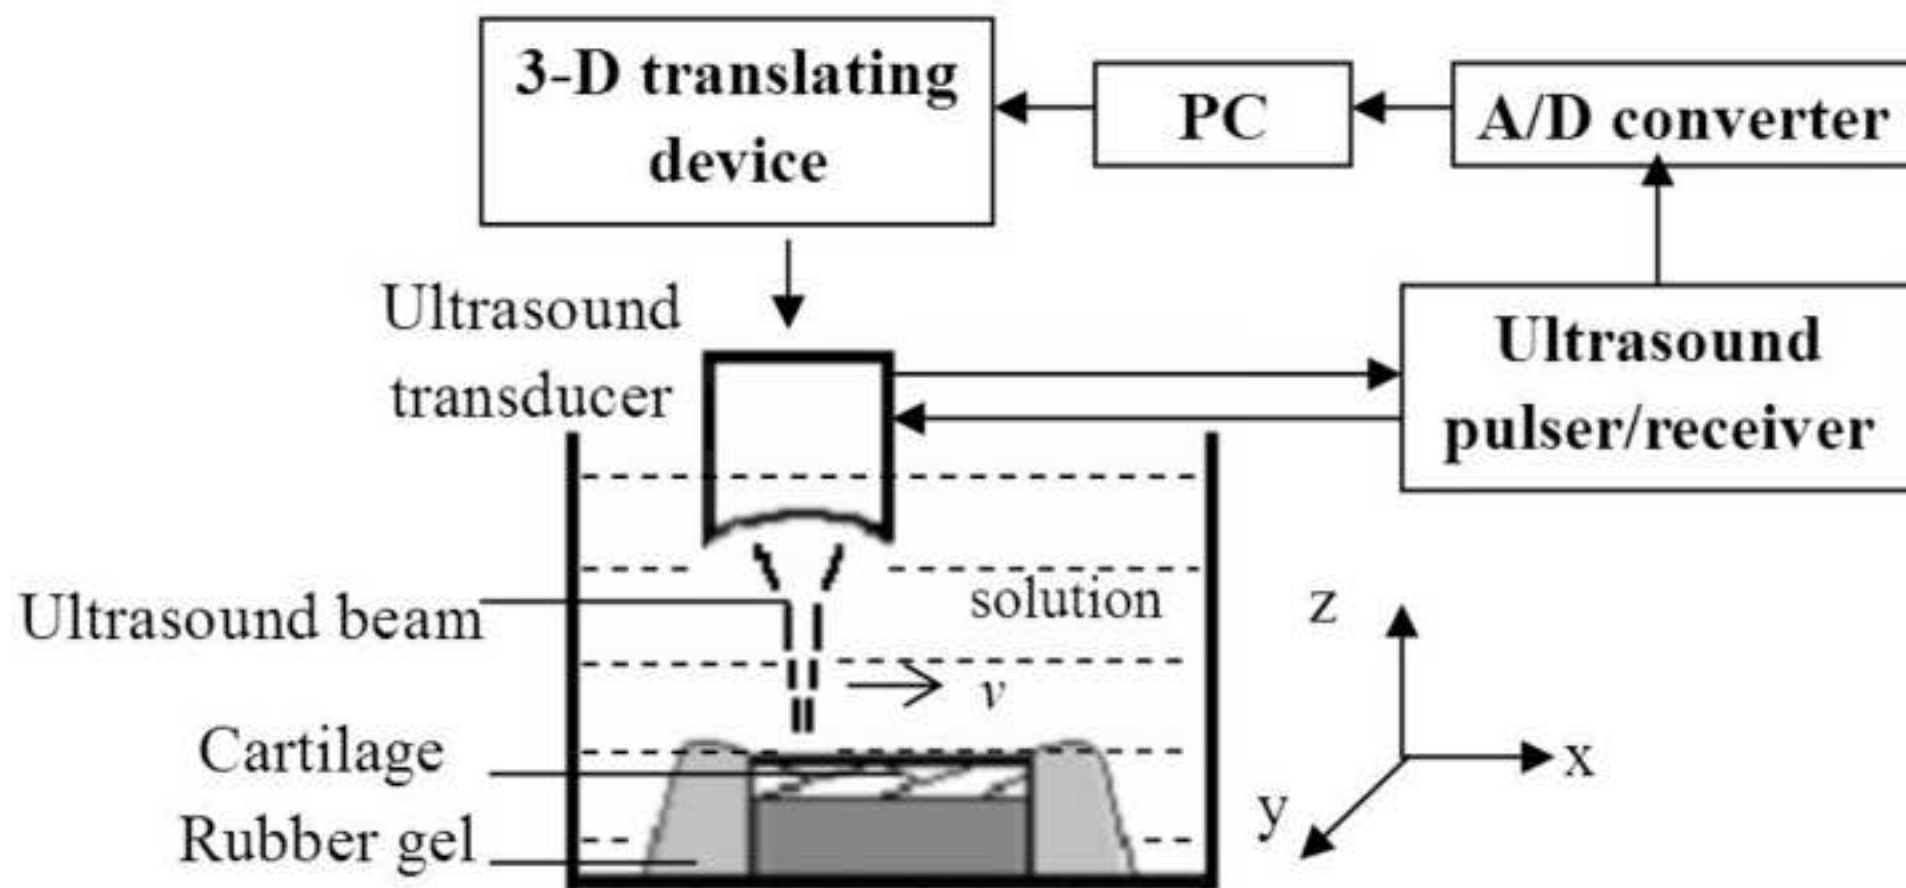 3-D translating
device
PC
A/D converter
Ultrasound
transducer
Ultrasound
pulser/receiver
Ultrasound beam
solution
v
z
x
y
Cartilage
Rubber gel